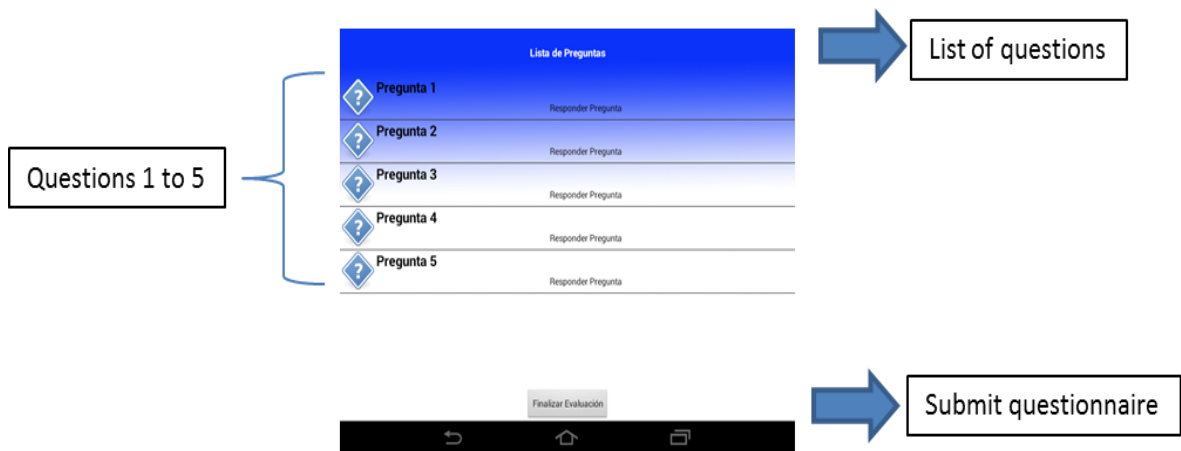 Lista de Preguntas
List of questions
Questions 1 to 5
? Pregunta 1
Responder Pregunta
? Pregunta 2
Responder Pregunta
? Pregunta 3
Responder Pregunta
? Pregunta 4
Responder Pregunta
? Pregunta 5
Responder Pregunta
Finalizar Evaluación
Submit questionnaire